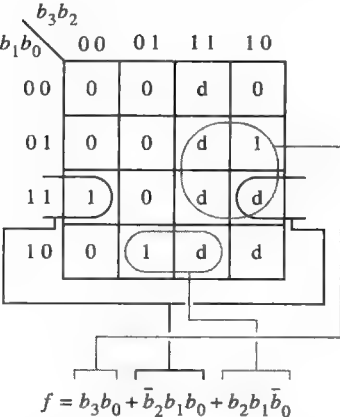 b₃b₂
b₁b₀ 00 01 11 10
00 0 0 d 0
01 0 0 d 1
11 1 0 d d
10 0 1 d d
f = b₃b₀ + b̄₂b₁b₀ + b₂b₁b̄₀